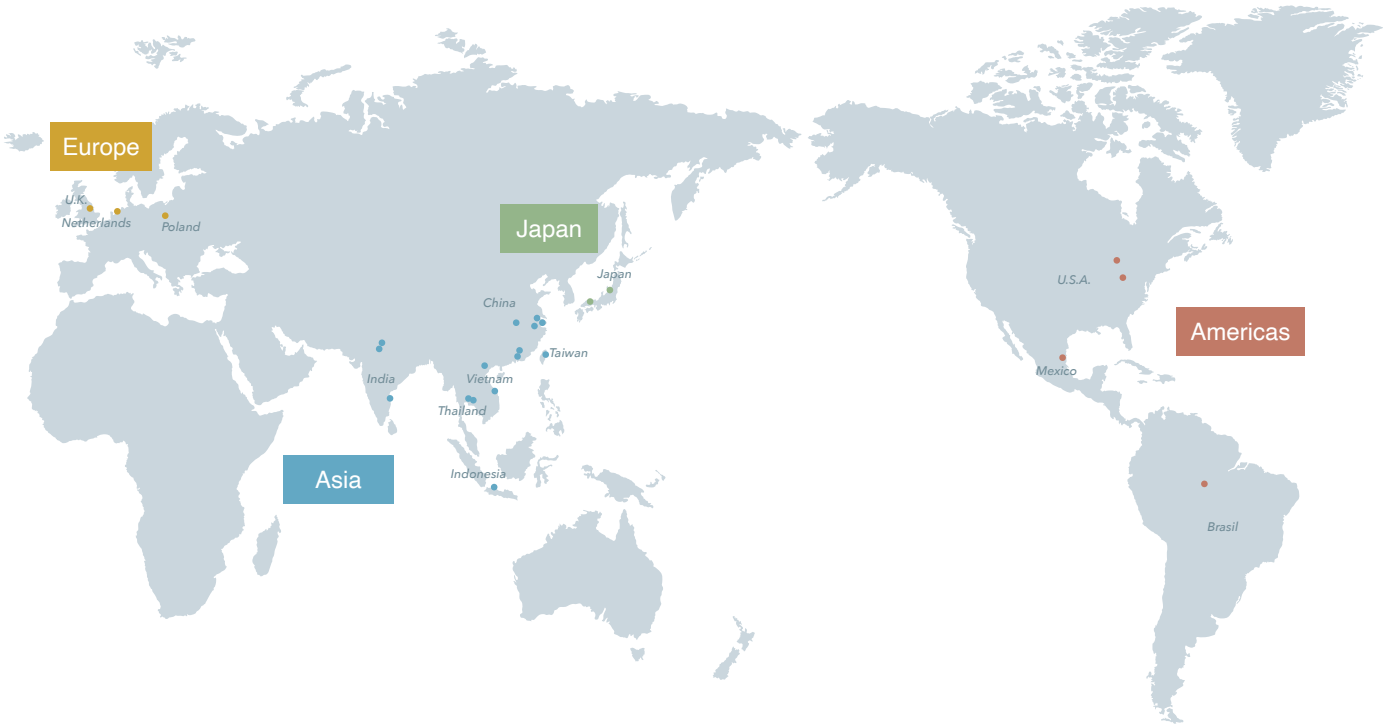 Europe
U.K.
Netherlands
Poland
Japan
Japan
China
Taiwan
India
Vietnam
Thailand
Asia
Indonesia
U.S.A.
Americas
Mexico
Brasil